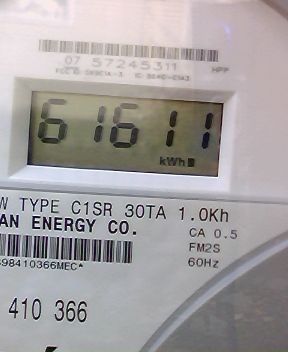 07 57245311
HPP
61611
kWh
W TYPE C1SR 30TA 1.0Kh
AN ENERGY CO.
CA 0.5
FM2S
60Hz
98410366MEC*
410 366